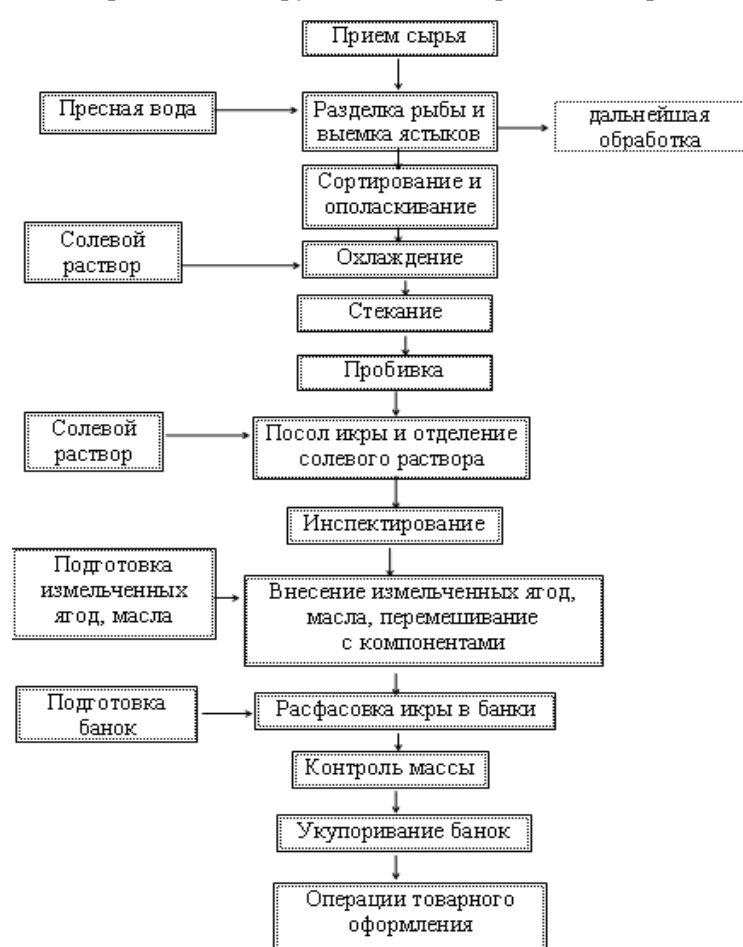 Прием сырья
Пресная вода
Разделка рыбы и
выемка ястыков
дальнейшая
обработка
Сортирование и
ополаскивание
Солевой
раствор
Охлаждение
Стекание
Пробивка
Солевой
раствор
Посол икры и отделение
солевого раствора
Инспектирование
Подготовка
измельченных
ягод, масла
Внесение измельченных ягод,
масла, перемешивание
с компонентами
Подготовка
банок
Расфасовка икры в банки
Контроль массы
Укупоривание банок
Операции товарного
оформления